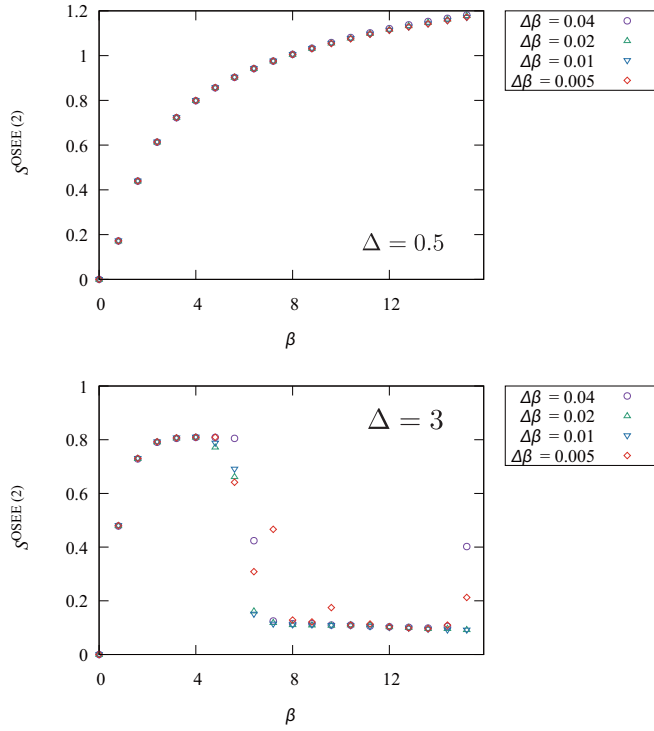 1.2
1
0.8
0.6
0.4
0.2
0
S^OSEE (2)
Δ = 0.5
0 4 8 12
β
Δβ = 0.04
Δβ = 0.02
Δβ = 0.01
Δβ = 0.005
1
0.8
0.6
0.4
0.2
0
S^OSEE (2)
Δ = 3
0 4 8 12
β
Δβ = 0.04
Δβ = 0.02
Δβ = 0.01
Δβ = 0.005